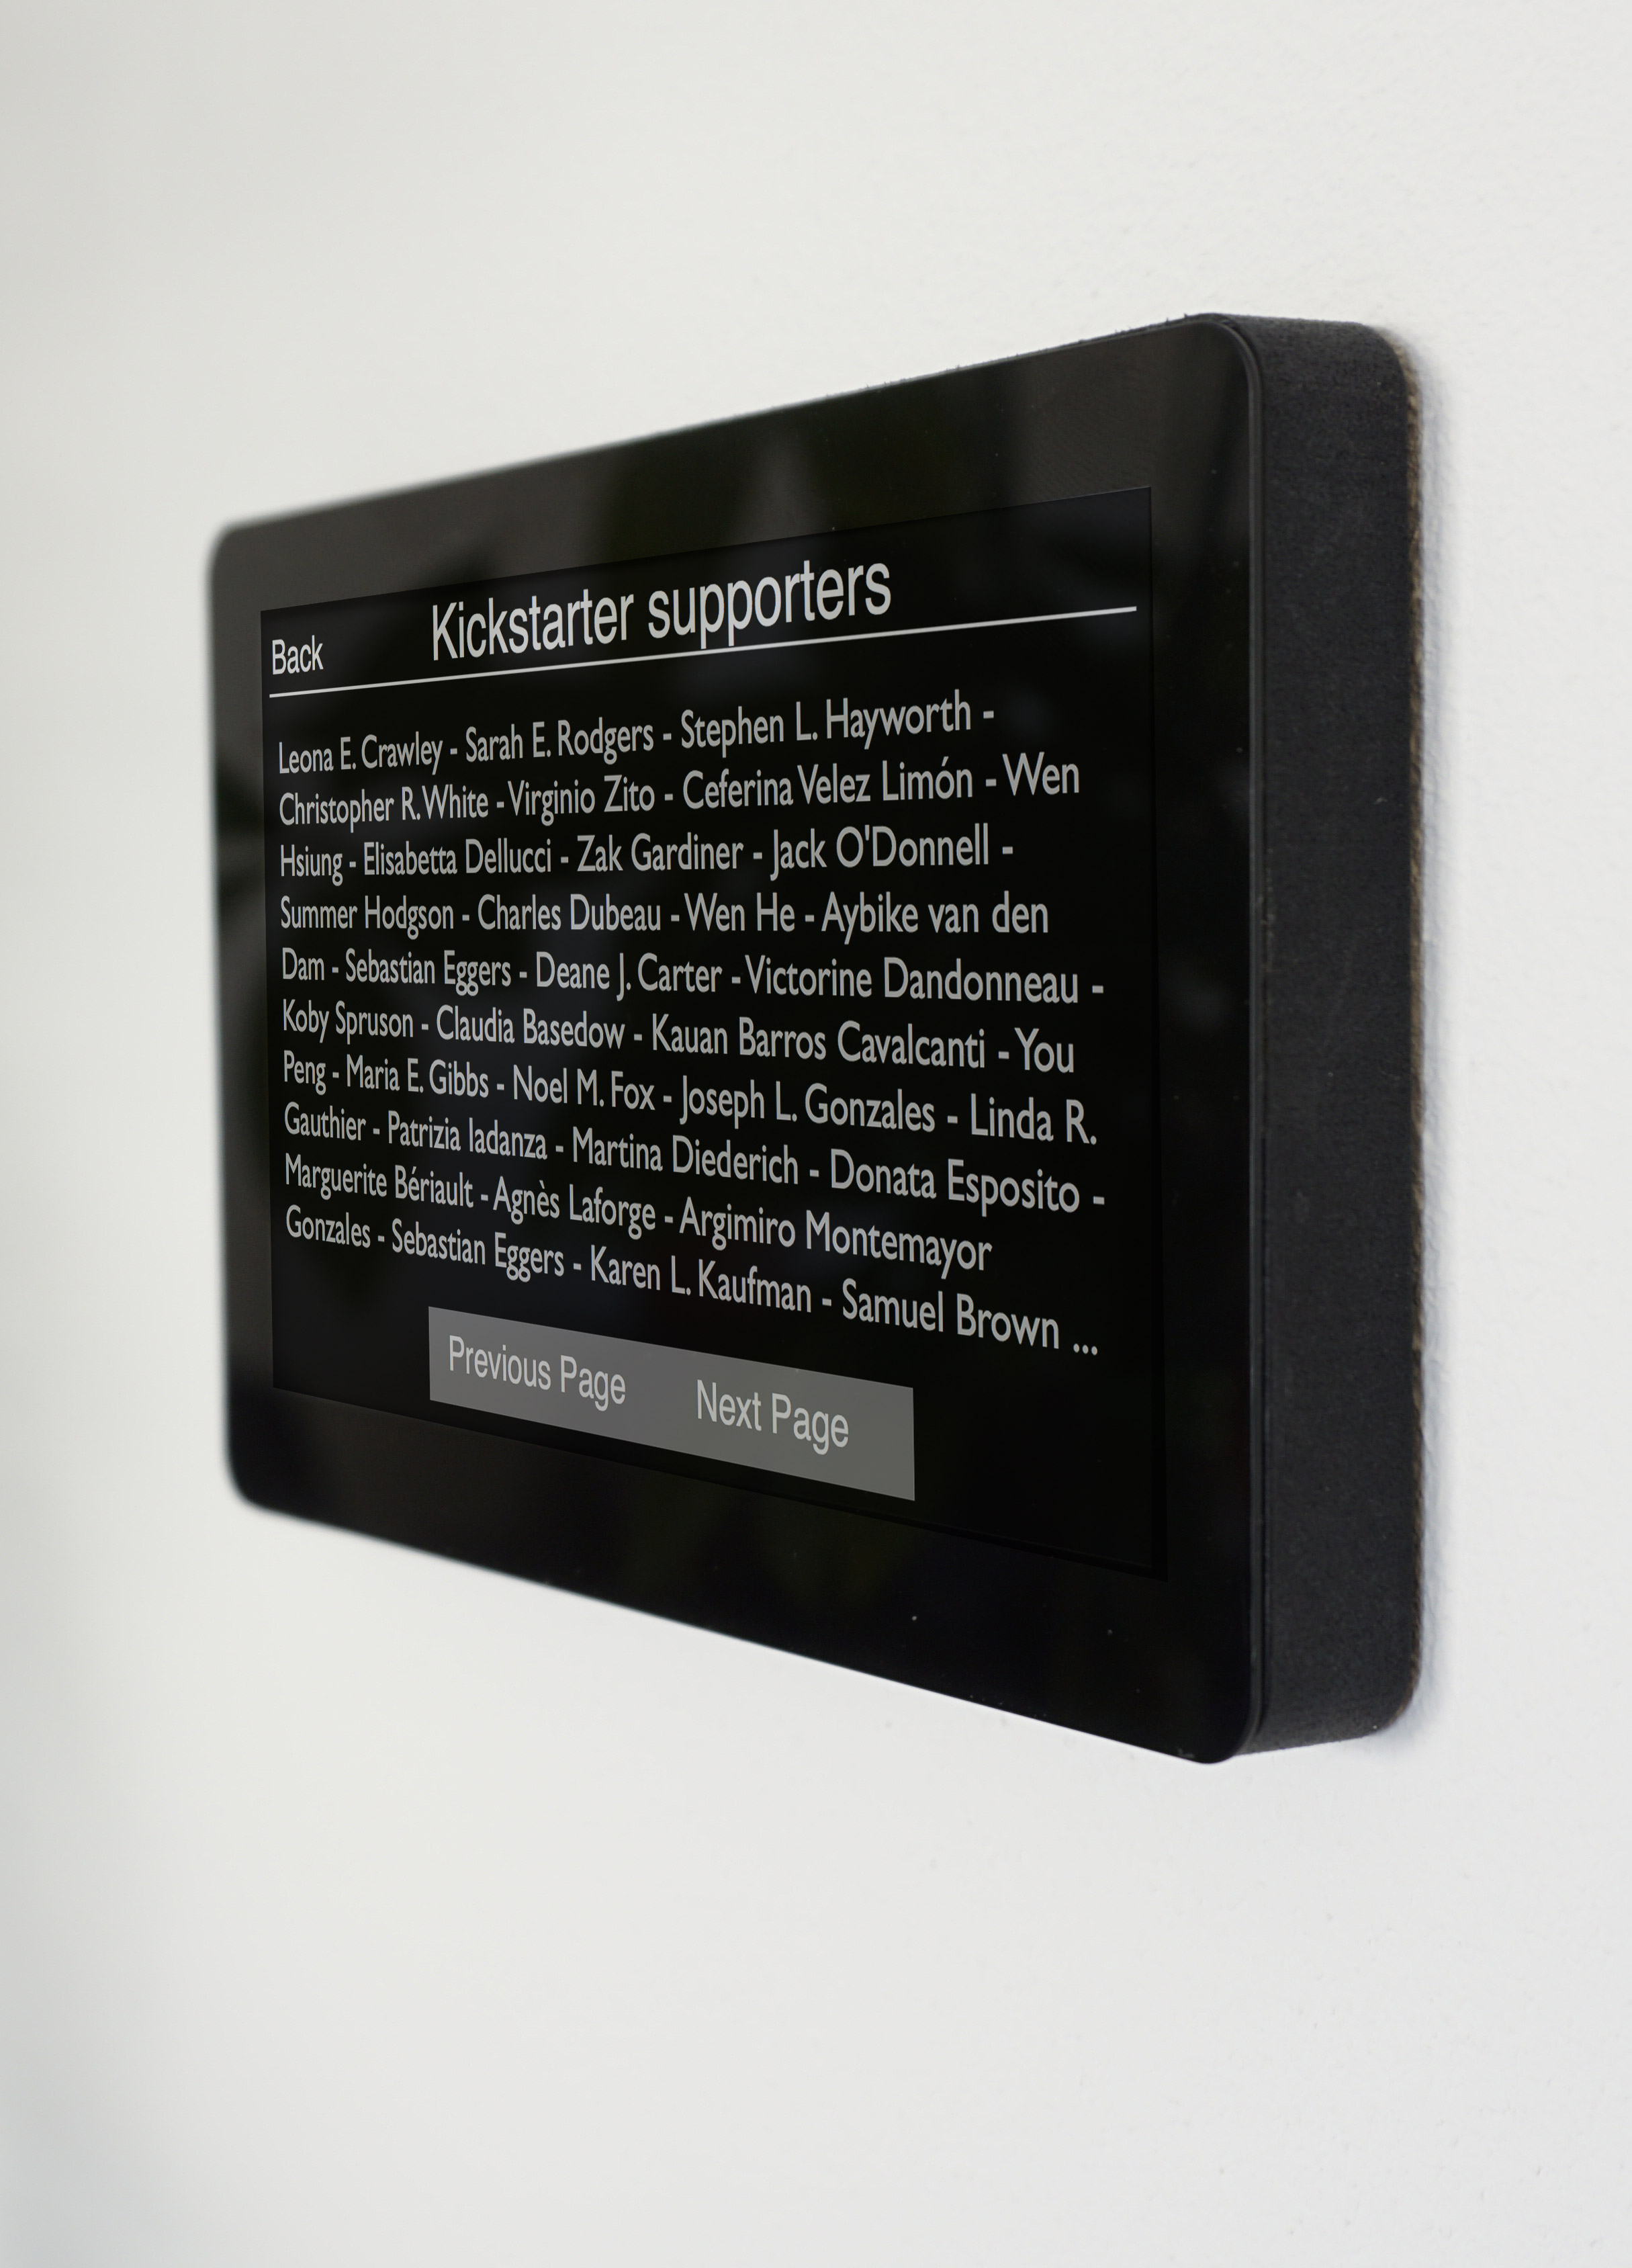 Back
Kickstarter supporters
Leona E. Crawley - Sarah E. Rodgers - Stephen L. Hayworth -
Christopher R. White - Virginio Zito - Ceferina Velez Limón - Wen
Hsiung - Elisabetta Dellucci - Zak Gardiner - Jack O'Donnell -
Summer Hodgson - Charles Dubeau - Wen He - Aybike van den
Dam - Sebastian Eggers - Deane J. Carter - Victorine Dandonneau -
Koby Spruson - Claudia Basedow - Kauan Barros Cavalcanti - You
Peng - Maria E. Gibbs - Noel M. Fox - Joseph L. Gonzales - Linda R.
Gauthier - Patrizia Iadanza - Martina Diederich - Donata Esposito -
Marguerite Bériault - Agnès Laforge - Argimiro Montemayor
Gonzales - Sebastian Eggers - Karen L. Kaufman - Samuel Brown ...
Previous Page
Next Page